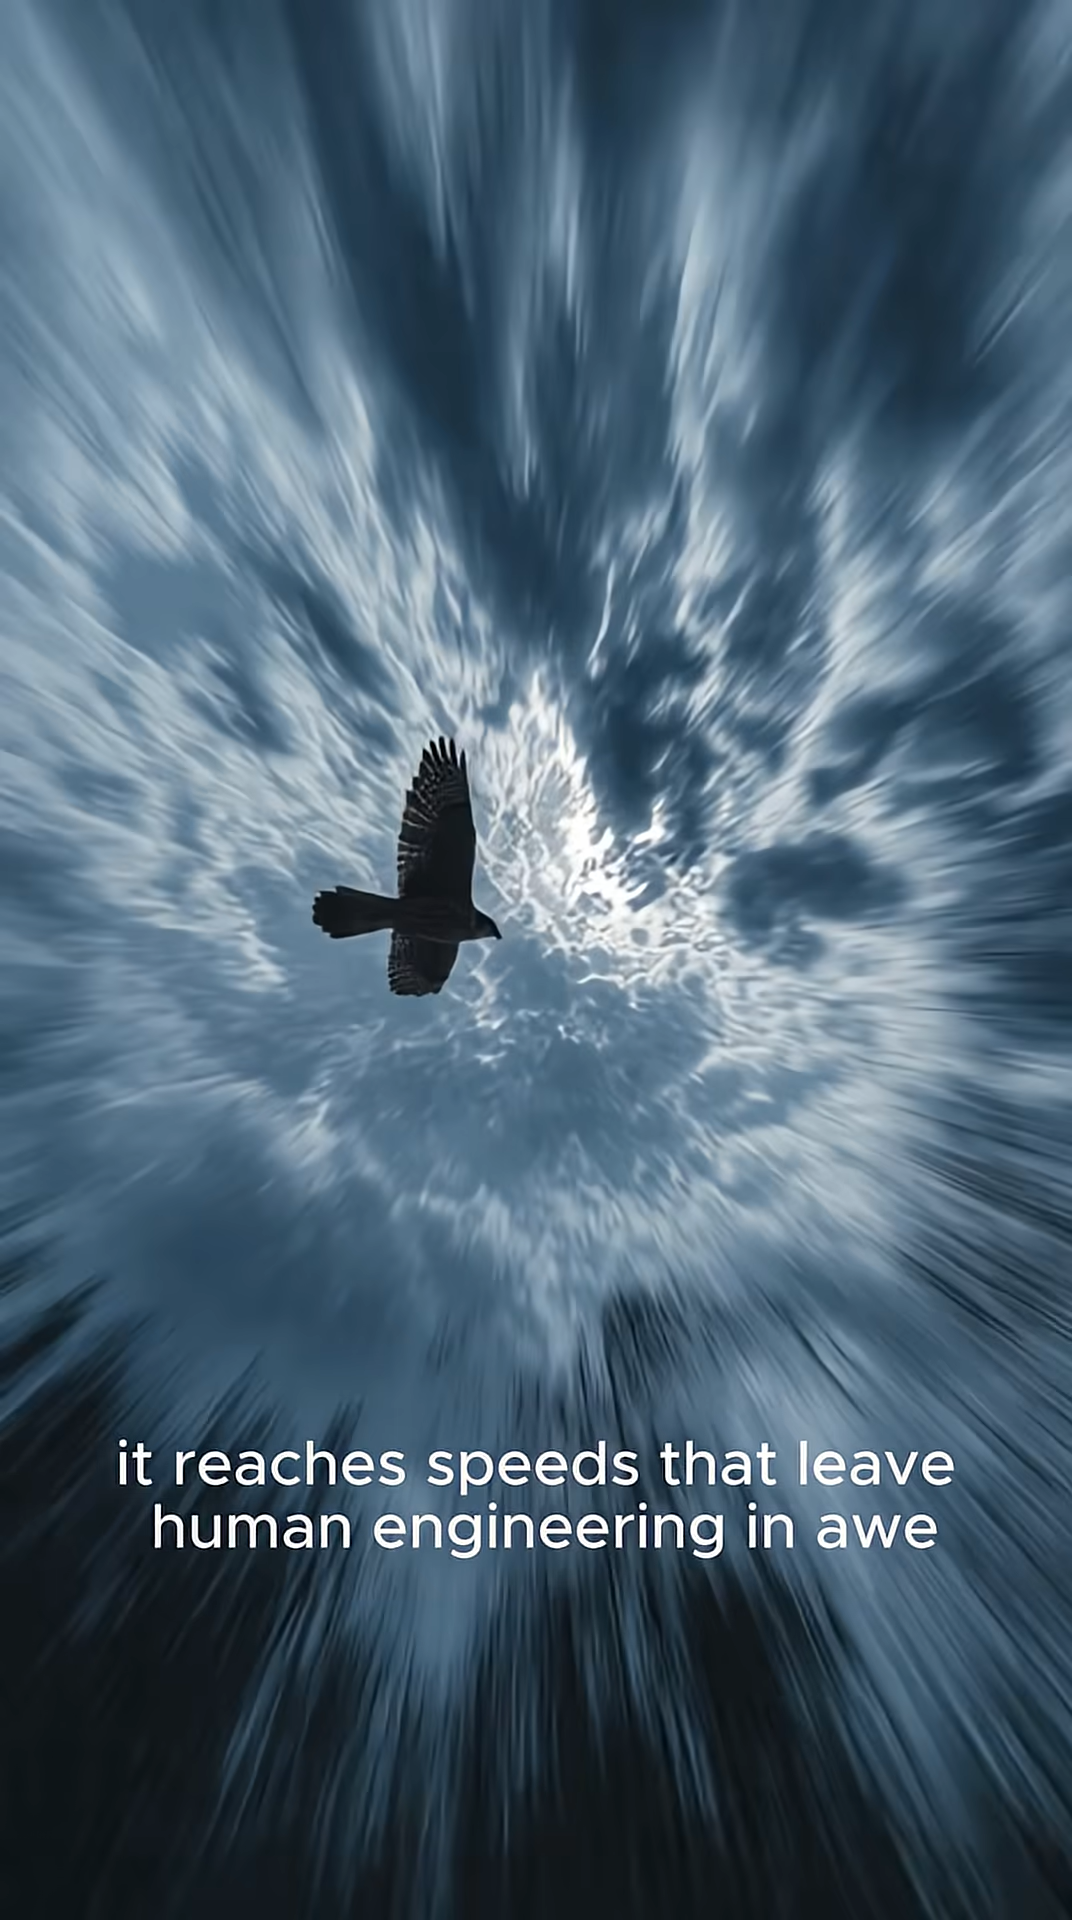 it reaches speeds that leave
human engineering in awe